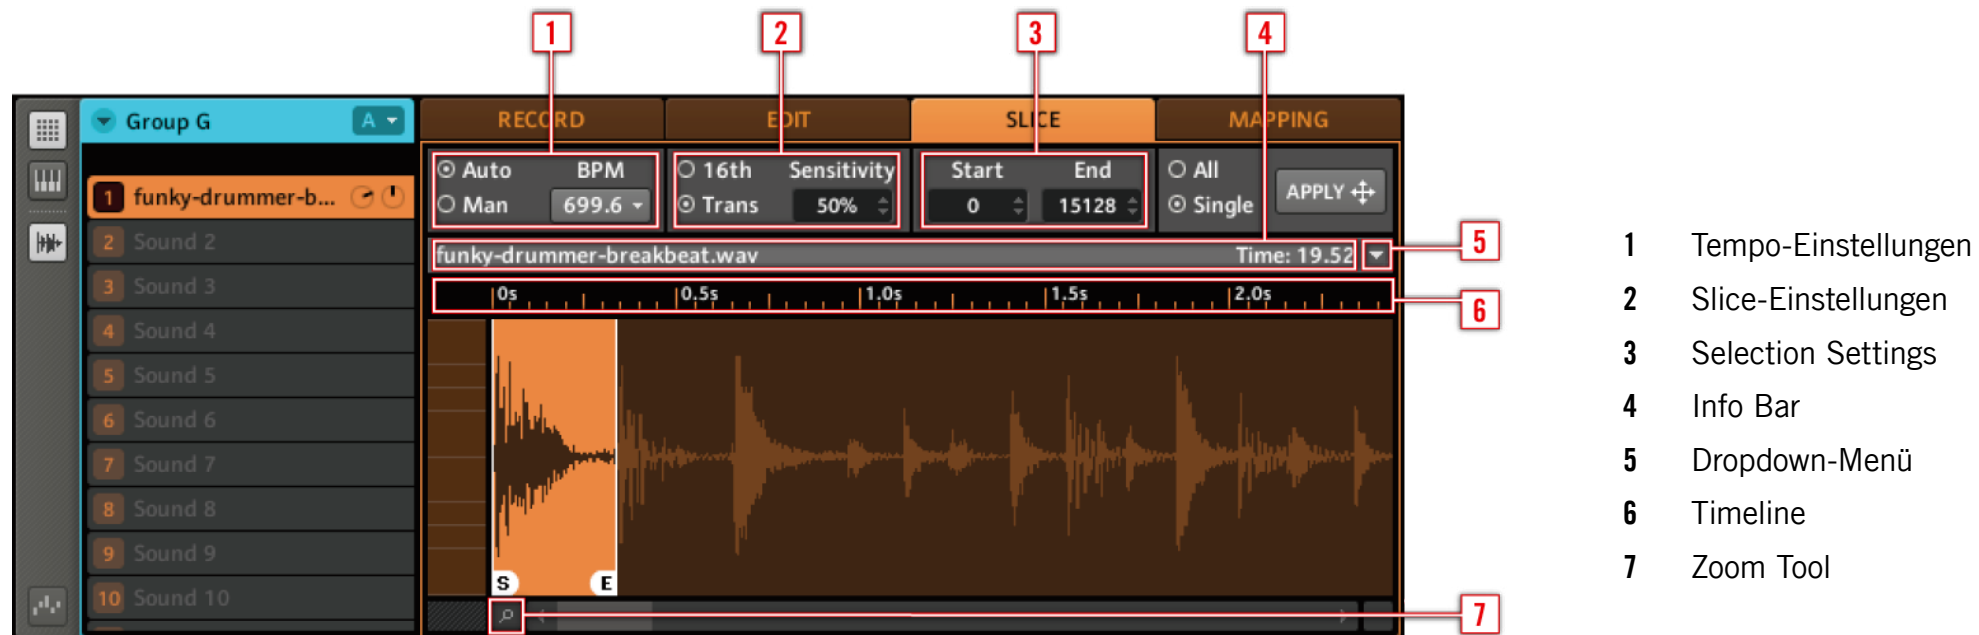 1
2
3
4
Group G
A
RECORD
EDIT
SLICE
MAPPING
Auto
BPM
16th
Sensitivity
Start
End
All
Man
699.6
Trans
50%
0
15128
Single
APPLY
funky-drummer-breakbeat.wav
Time: 19.52
5
0s
0.5s
1.0s
1.5s
2.0s
6
1 funky-drummer-b...
2 Sound 2
3 Sound 3
4 Sound 4
5 Sound 5
6 Sound 6
7 Sound 7
8 Sound 8
9 Sound 9
10 Sound 10
S
E
7
1 Tempo-Einstellungen
2 Slice-Einstellungen
3 Selection Settings
4 Info Bar
5 Dropdown-Menü
6 Timeline
7 Zoom Tool